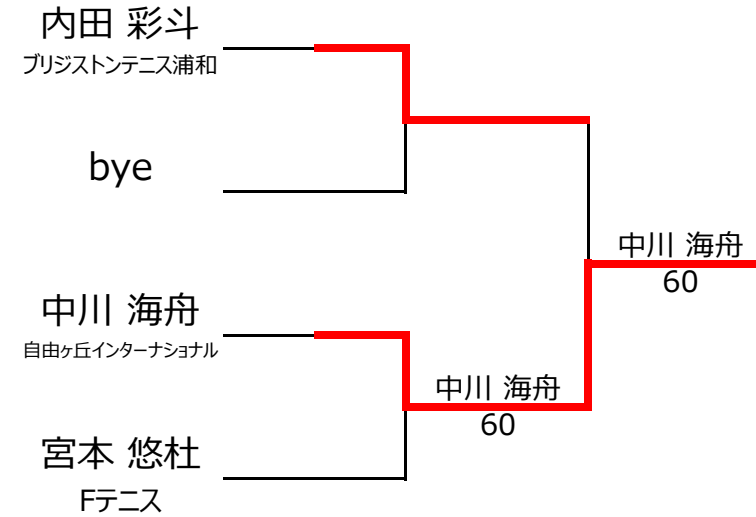 内田 彩斗
ブリジストンテニス浦和
bye
中川 海舟
60
中川 海舟
自由ヶ丘インターナショナル
中川 海舟
60
宮本 悠杜
Fテニス